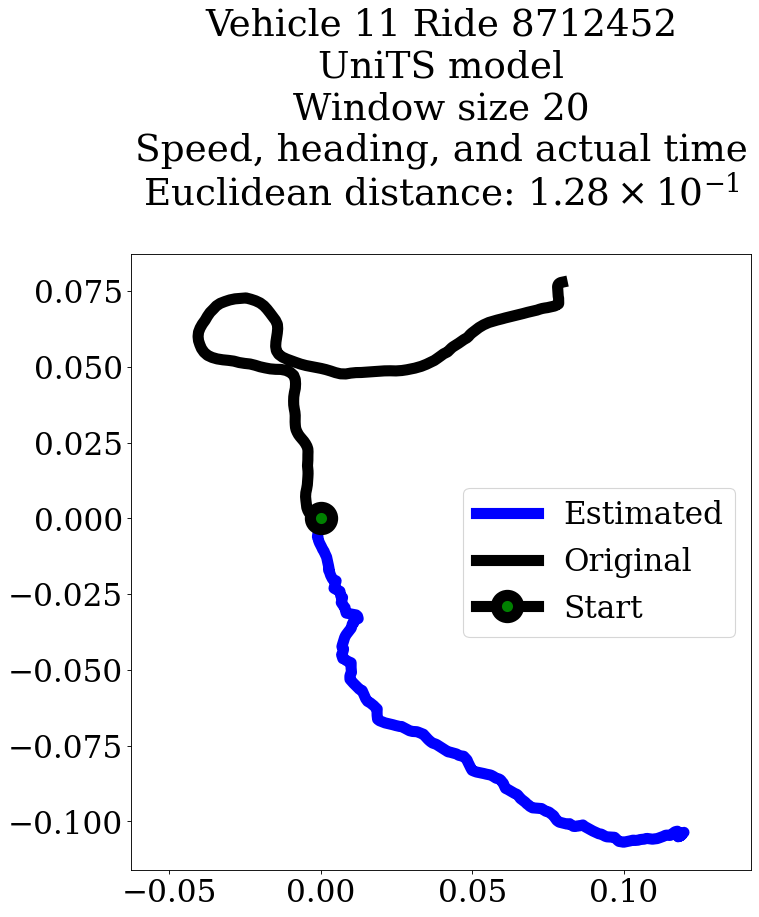 Vehicle 11 Ride 8712452
UniTS model
Window size 20
Speed, heading, and actual time
Euclidean distance: 1.28 × 10⁻¹
0.075
0.050
0.025
0.000
−0.025
−0.050
−0.075
−0.100
Estimated
Original
Start
−0.05 0.00 0.05 0.10